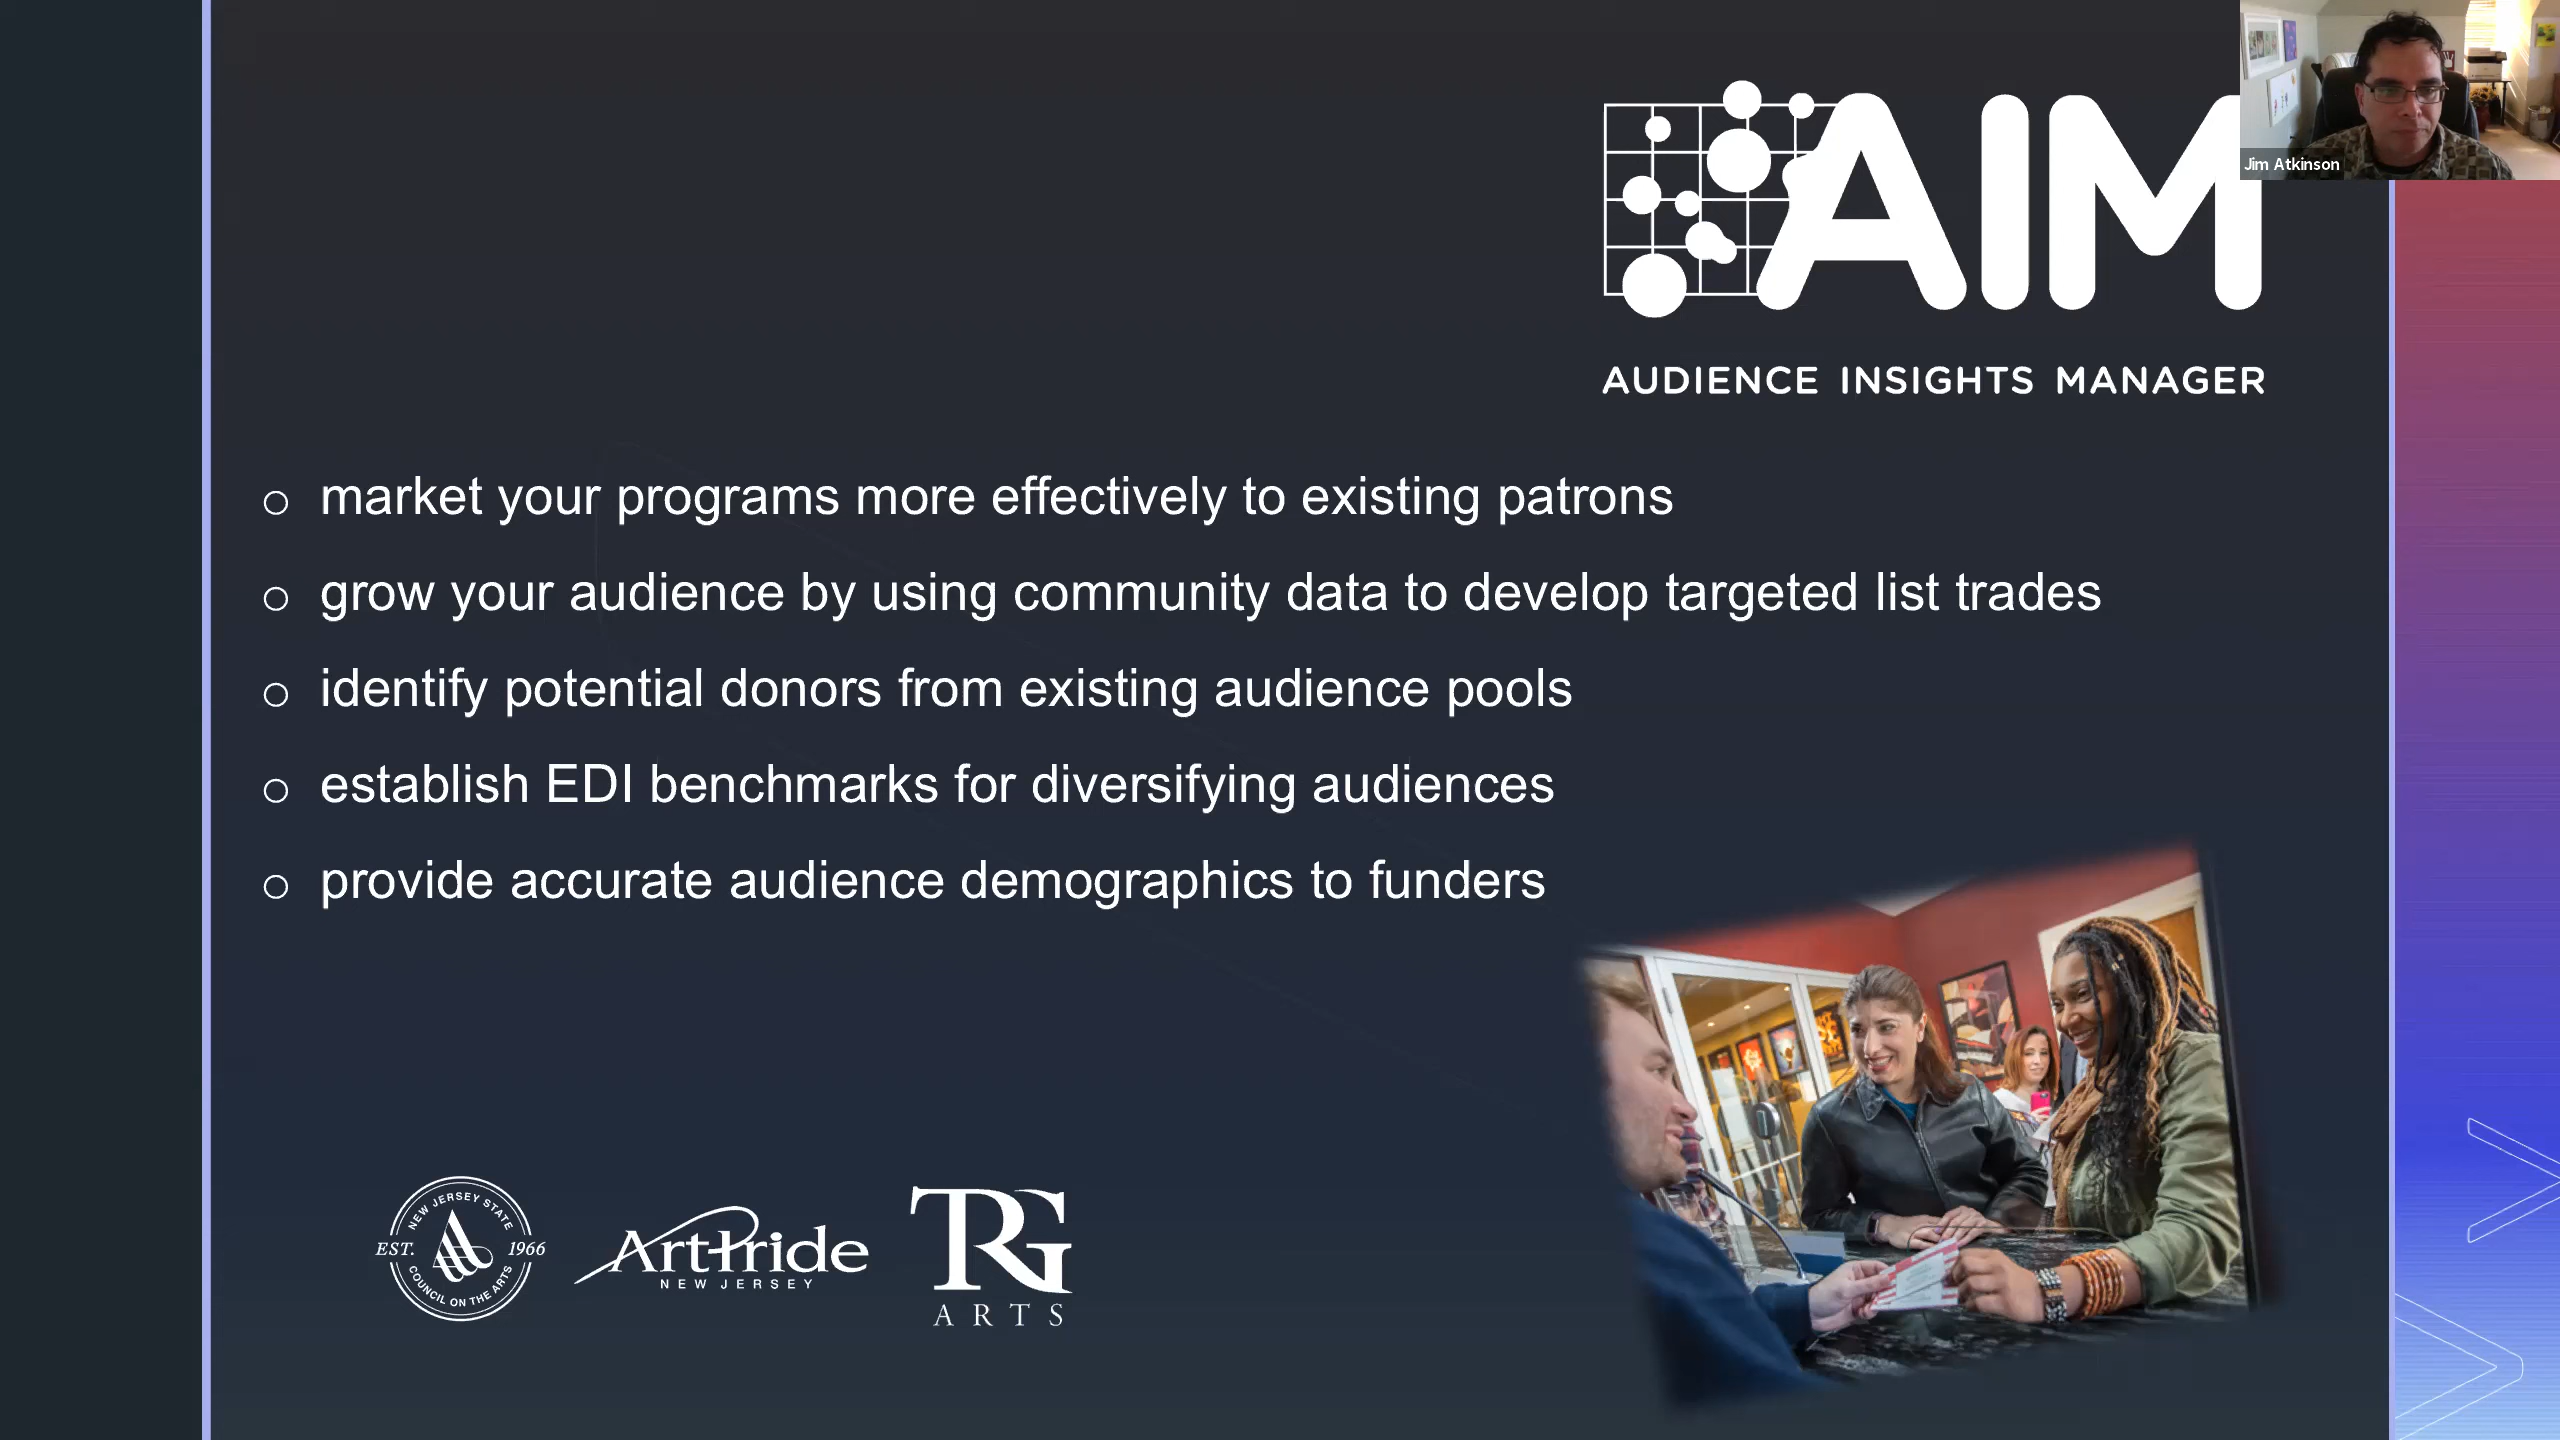 AIM
Jim Atkinson
AUDIENCE INSIGHTS MANAGER
market your programs more effectively to existing patrons
grow your audience by using community data to develop targeted list trades
identify potential donors from existing audience pools
establish EDI benchmarks for diversifying audiences
provide accurate audience demographics to funders
NEW JERSEY STATE
EST. 1966
COUNCIL ON THE ARTS
ArtPride
NEW JERSEY
TRG
ARTS